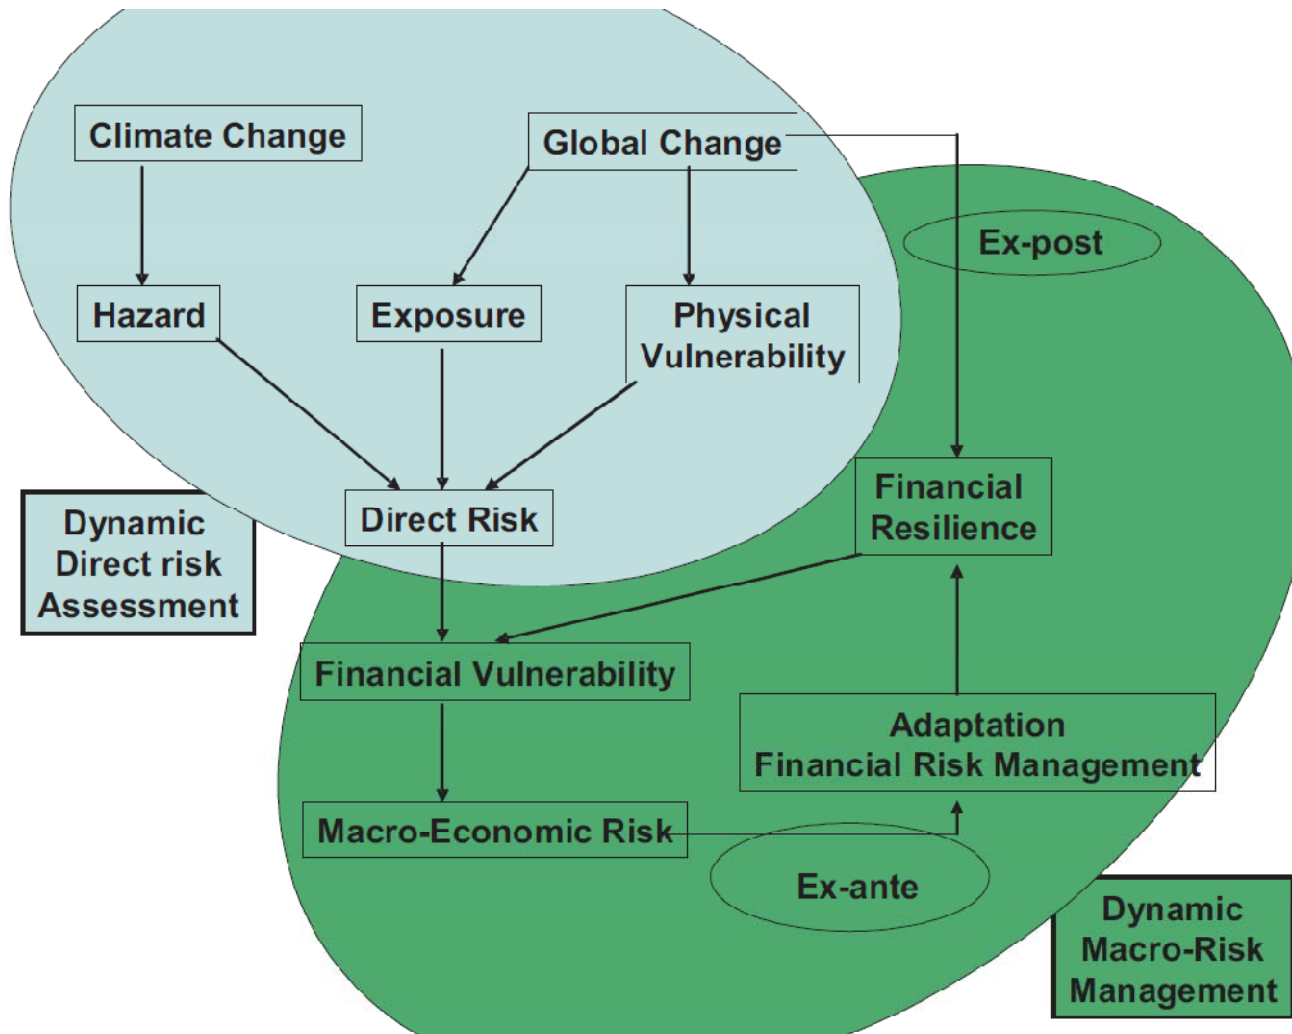 Climate Change
Global Change
Ex-post
Hazard
Exposure
Physical
Vulnerability
Financial
Resilience
Direct Risk
Dynamic
Direct risk
Assessment
Financial Vulnerability
Adaptation
Financial Risk Management
Macro-Economic Risk
Ex-ante
Dynamic
Macro-Risk
Management